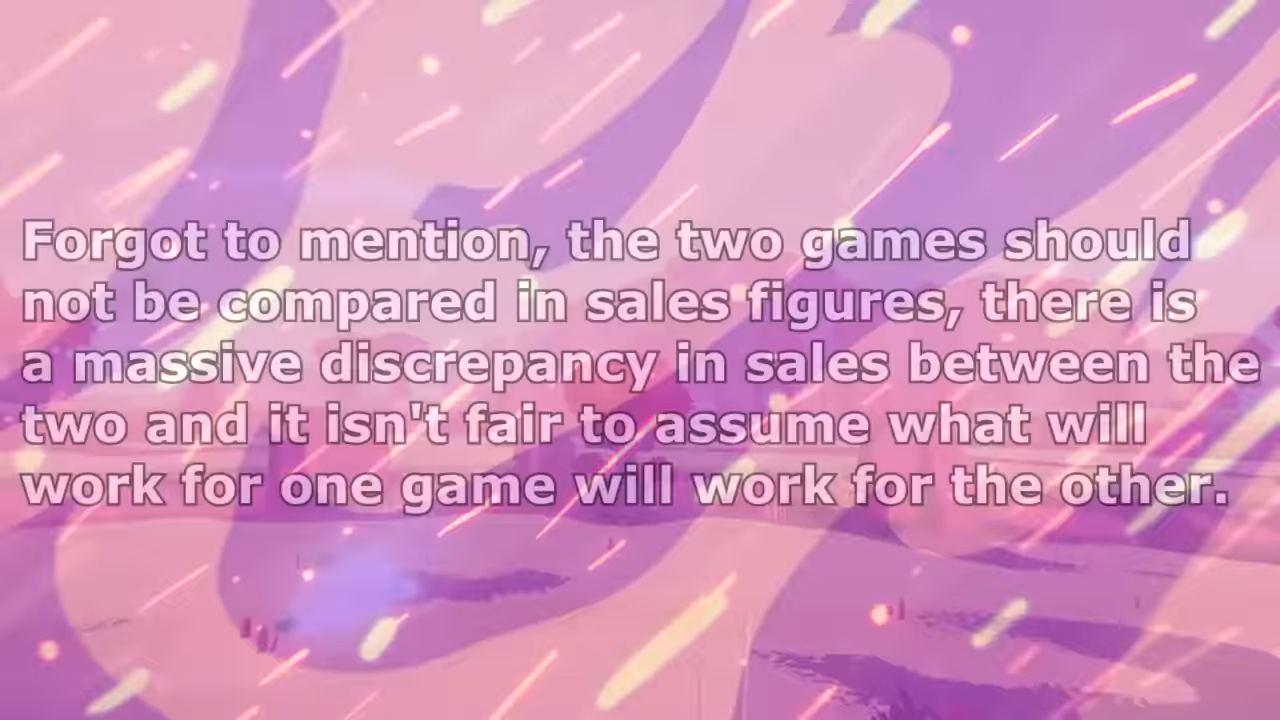 Forgot to mention, the two games should
not be compared in sales figures, there is
a massive discrepancy in sales between the
two and it isn't fair to assume what will
work for one game will work for the other.